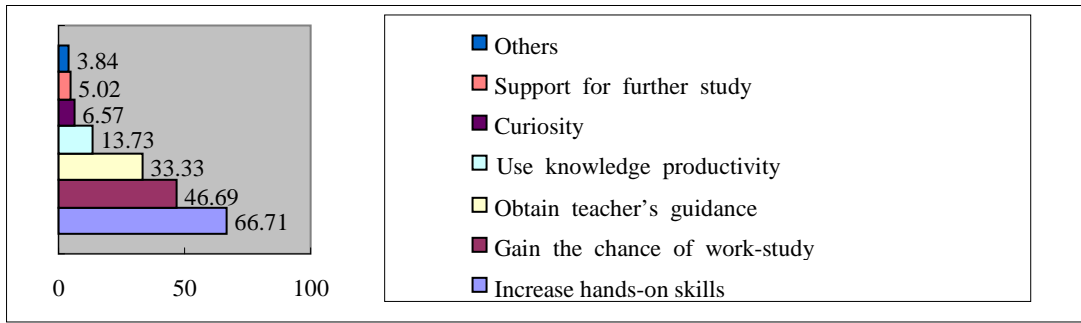 3.84
5.02
6.57
13.73
33.33
46.69
66.71
0 50 100
Others
Support for further study
Curiosity
Use knowledge productivity
Obtain teacher's guidance
Gain the chance of work-study
Increase hands-on skills